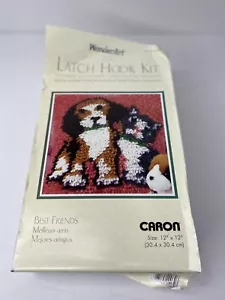 Wonderart
LATCH HOOK KIT
BEST FRIENDS
Meilleurs amis
Mejores amigos
CARON
Size: 12" x 12"
(30.4 x 30.4 cm)